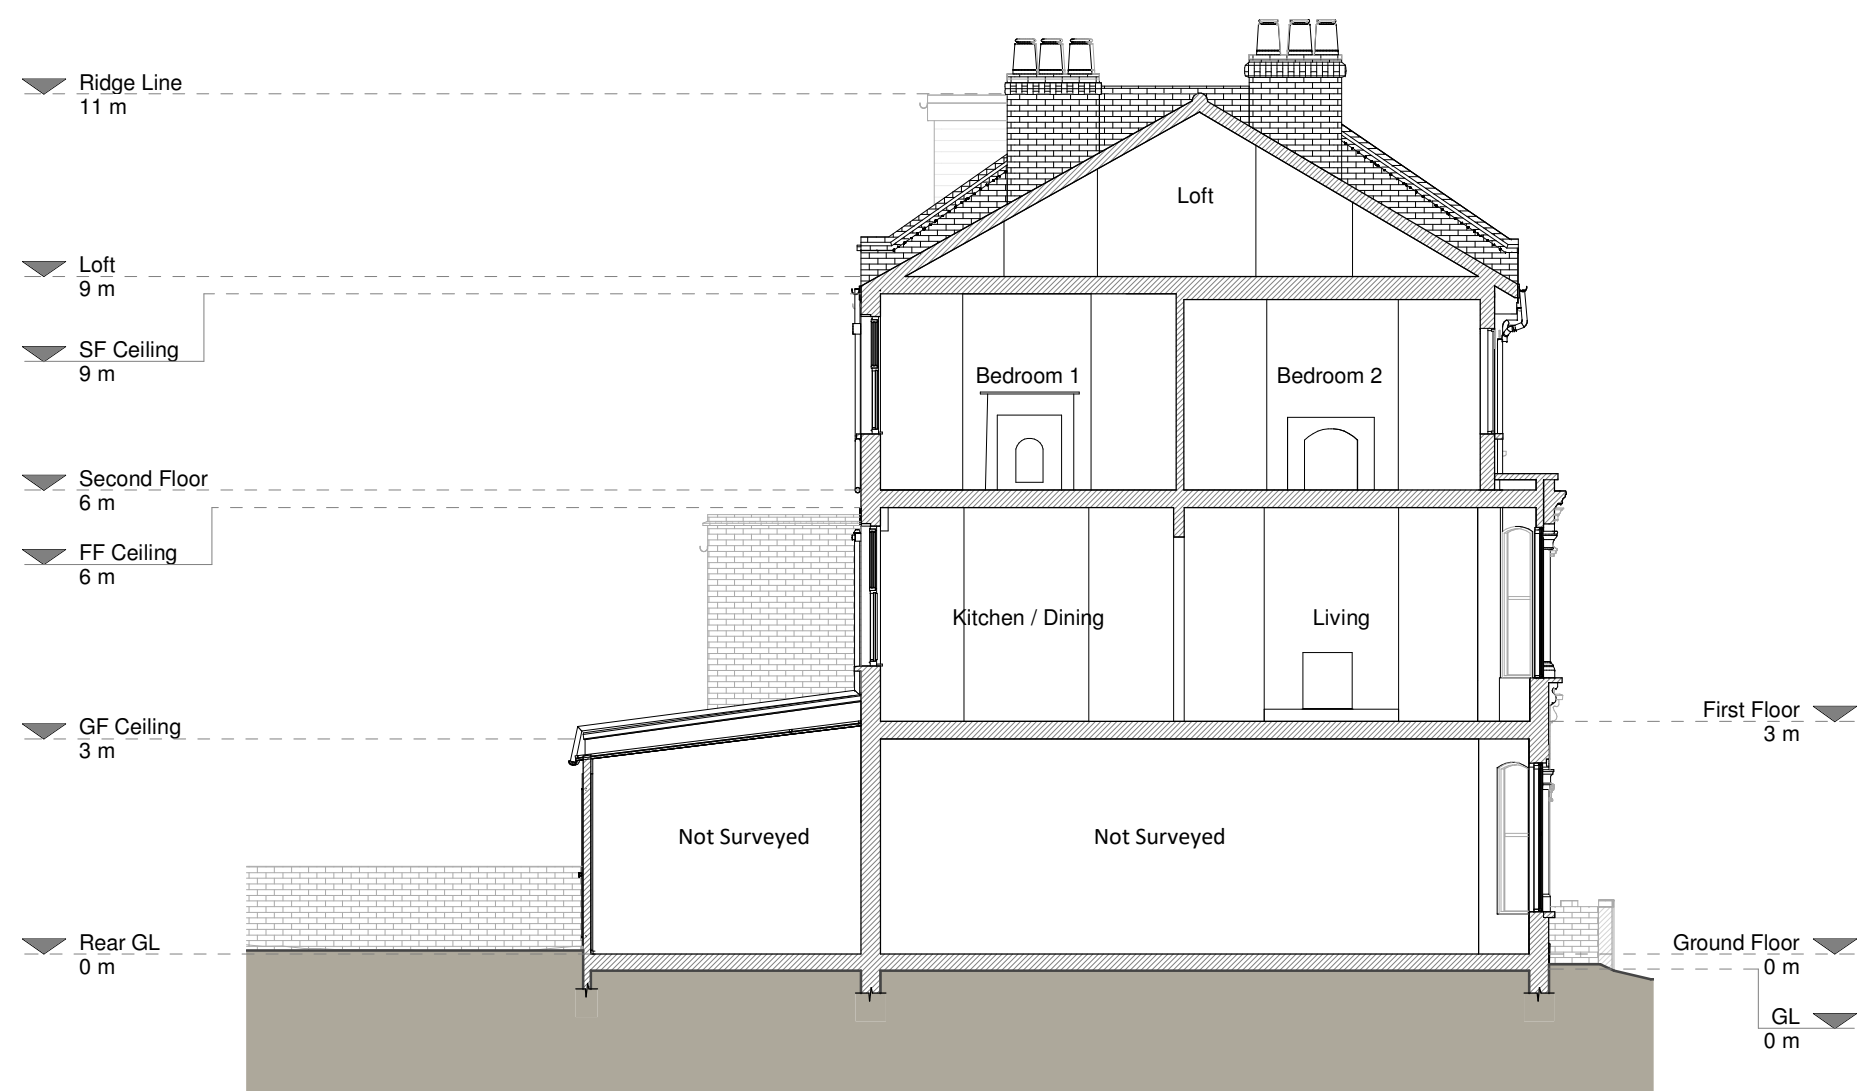 Ridge Line
11 m
Loft
Loft
9 m
SF Ceiling
9 m
Bedroom 1
Bedroom 2
Second Floor
6 m
FF Ceiling
6 m
Kitchen / Dining
Living
First Floor
3 m
GF Ceiling
3 m
Not Surveyed
Not Surveyed
Rear GL
0 m
Ground Floor
0 m
GL
0 m